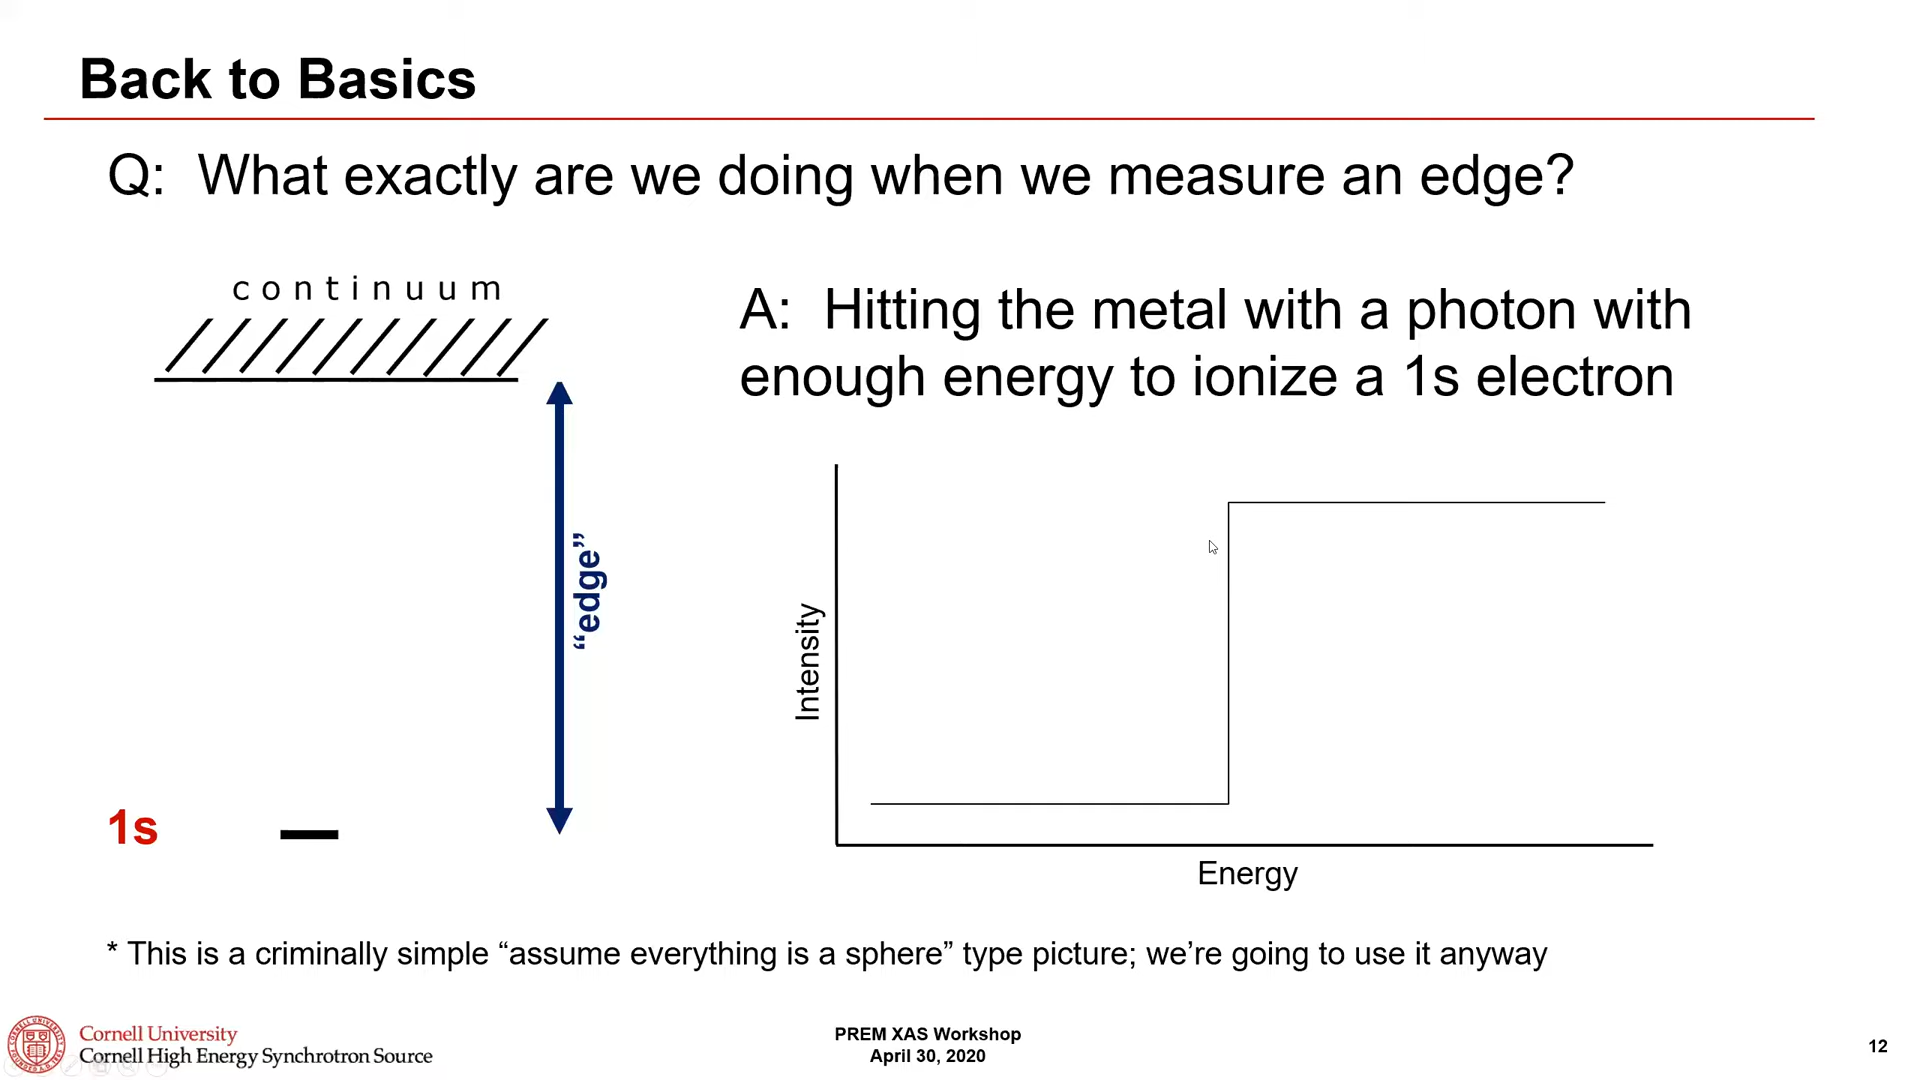 Back to Basics
Q: What exactly are we doing when we measure an edge?
continuum
A: Hitting the metal with a photon with
enough energy to ionize a 1s electron
“edge”
Intensity
1s
Energy
* This is a criminally simple “assume everything is a sphere” type picture; we’re going to use it anyway
Cornell University
Cornell High Energy Synchrotron Source
PREM XAS Workshop
April 30, 2020
12